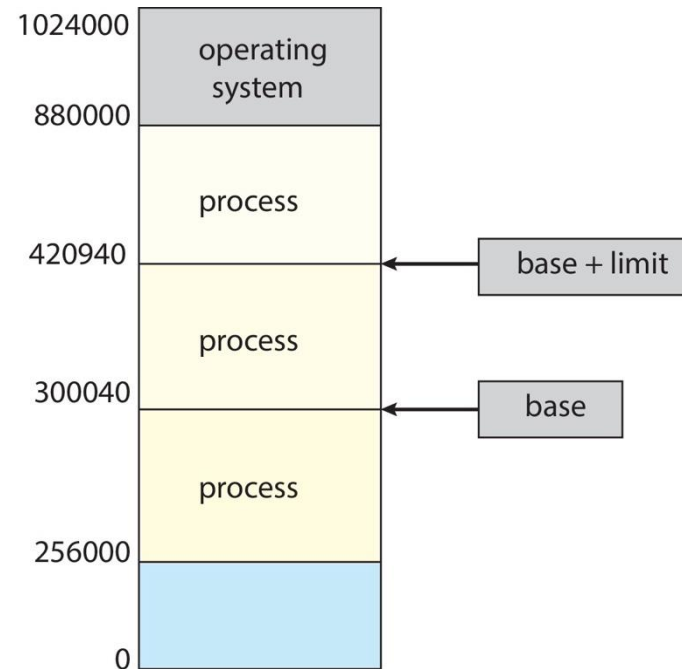 1024000
operating
system
880000
process
420940
base + limit
process
300040
base
process
256000
0